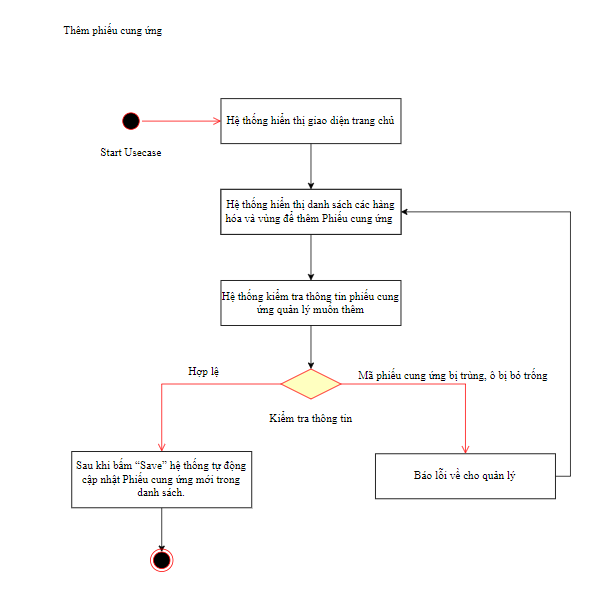 Thêm phiếu cung ứng
Hệ thống hiển thị giao diện trang chủ
Start Usecase
Hệ thống hiển thị danh sách các hàng
hóa và vùng để thêm Phiếu cung ứng
Hệ thống kiểm tra thông tin phiếu cung
ứng quản lý muốn thêm
Hợp lệ
Mã phiếu cung ứng bị trùng, ô bị bỏ trống
Kiểm tra thông tin
Sau khi bấm “Save” hệ thống tự động
cập nhật Phiếu cung ứng mới trong
danh sách.
Báo lỗi về cho quản lý